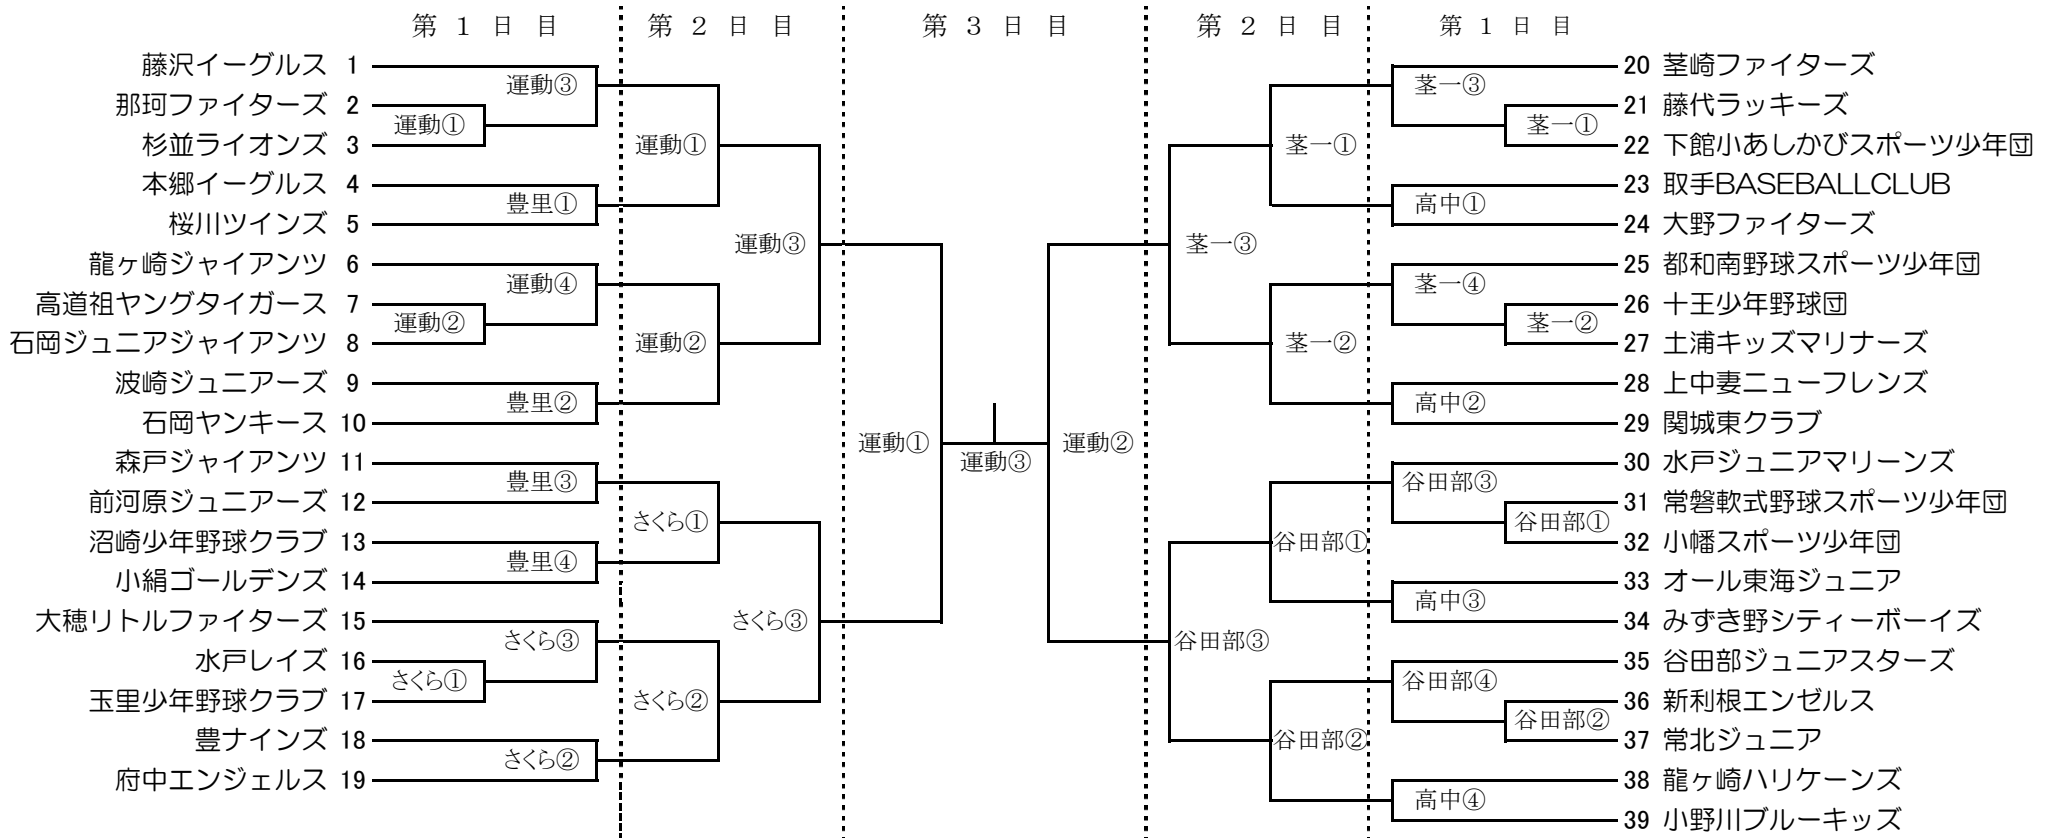 第 1 日 目 第 2 日 目 第 3 日 目 第 2 日 目 第 1 日 目
藤沢イーグルス 1 20 茎崎ファイターズ
運動③ 茎一③
那珂ファイターズ 2 21 藤代ラッキーズ
運動① 茎一①
杉並ライオンズ 3 運動① 茎一① 22 下館小あしかびスポーツ少年団
本郷イーグルス 4 23 取手BASEBALLCLUB
豊里① 高中①
桜川ツインズ 5 24 大野ファイターズ
運動③ 茎一③
龍ヶ崎ジャイアンツ 6 25 都和南野球スポーツ少年団
運動④ 茎一④
高道祖ヤングタイガース 7 26 十王少年野球団
運動② 茎一②
石岡ジュニアジャイアンツ 8 運動② 茎一② 27 土浦キッズマリナーズ
波崎ジュニアーズ 9 28 上中妻ニューフレンズ
豊里② 高中②
石岡ヤンキース 10 29 関城東クラブ
運動① 運動②
森戸ジャイアンツ 11 運動③ 30 水戸ジュニアマリーンズ
豊里③ 谷田部③
前河原ジュニアーズ 12 31 常磐軟式野球スポーツ少年団
さくら① 谷田部①
沼崎少年野球クラブ 13 谷田部① 32 小幡スポーツ少年団
豊里④
小絹ゴールデンズ 14 33 オール東海ジュニア
高中③
大穂リトルファイターズ 15 さくら③ 34 みずき野シティーボーイズ
さくら③ 谷田部③
水戸レイズ 16 35 谷田部ジュニアスターズ
さくら① 谷田部④
玉里少年野球クラブ 17 さくら② 36 新利根エンゼルス
谷田部②
豊ナインズ 18 谷田部② 37 常北ジュニア
さくら②
府中エンジェルス 19 38 龍ヶ崎ハリケーンズ
高中④
39 小野川ブルーキッズ